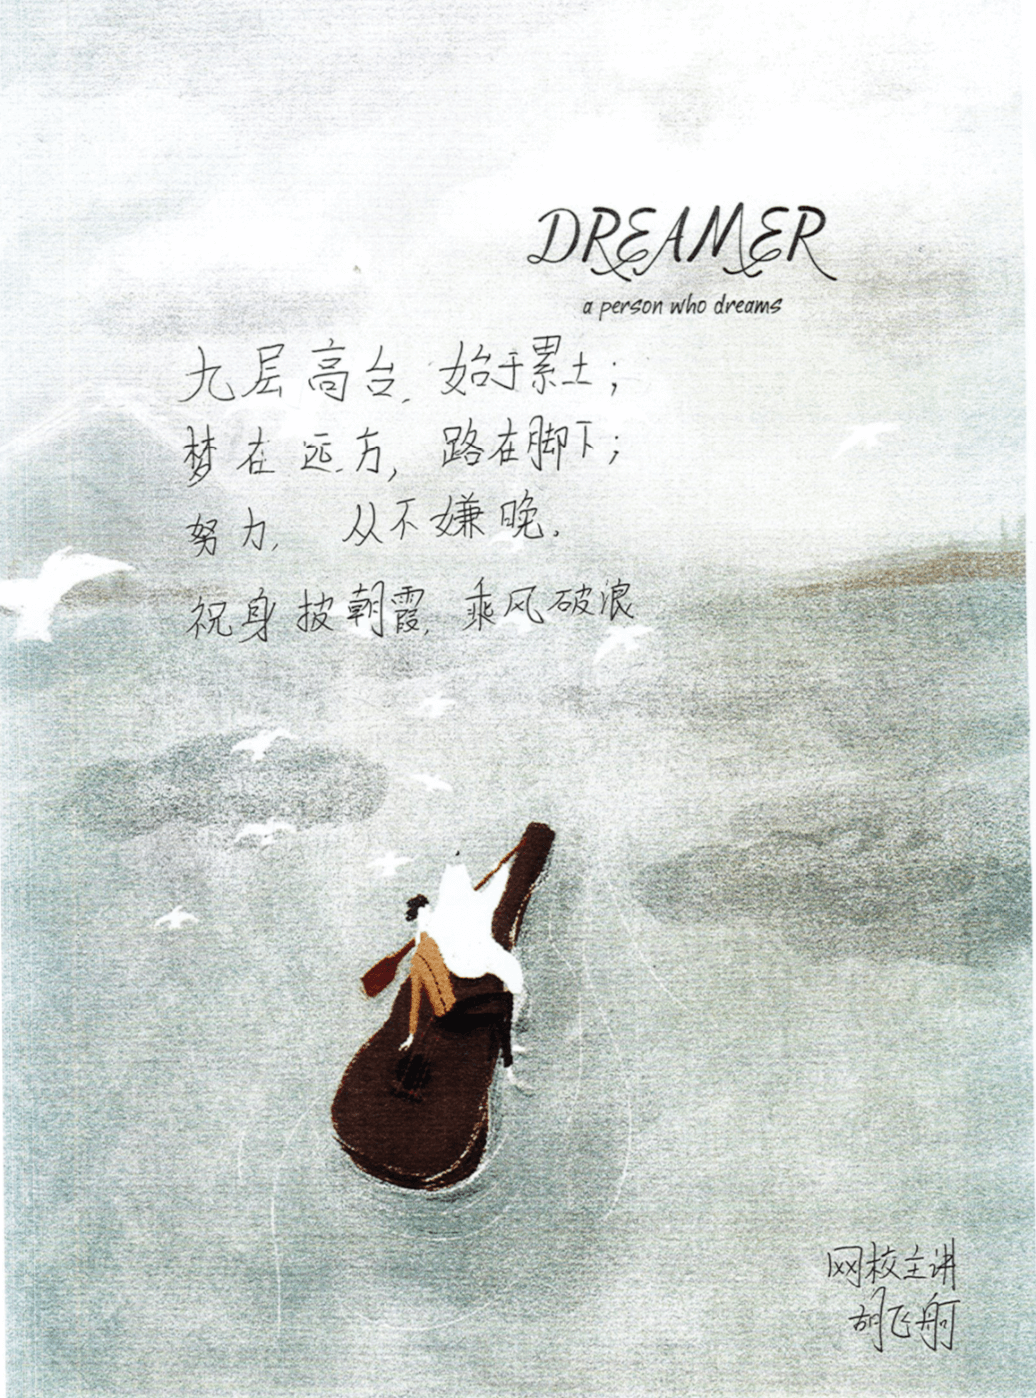 DREAMER
a person who dreams
九层高台，始于累土；
梦在远方，路在脚下；
努力，从不嫌晚。
祝身披朝霞，乘风破浪
网校主讲
胡飞舸